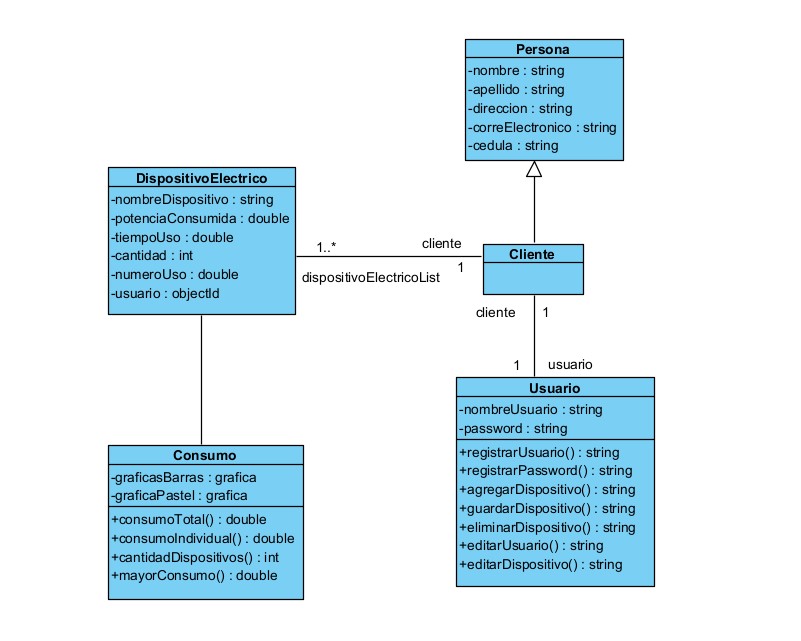 Persona
-nombre : string
-apellido : string
-direccion : string
-correElectronico : string
-cedula : string
DispositivoElectrico
-nombreDispositivo : string
-potenciaConsumida : double
-tiempoUso : double
-cantidad : int
-numeroUso : double
-usuario : objectId
1..*
cliente
1
dispositivoElectricoList
Cliente
cliente
1
1
usuario
Usuario
-nombreUsuario : string
-password : string
+registrarUsuario() : string
+registrarPassword() : string
+agregarDispositivo() : string
+guardarDispositivo() : string
+eliminarDispositivo() : string
+editarUsuario() : string
+editarDispositivo() : string
Consumo
-graficasBarras : grafica
-graficaPastel : grafica
+consumoTotal() : double
+consumoIndividual() : double
+cantidadDispositivos() : int
+mayorConsumo() : double